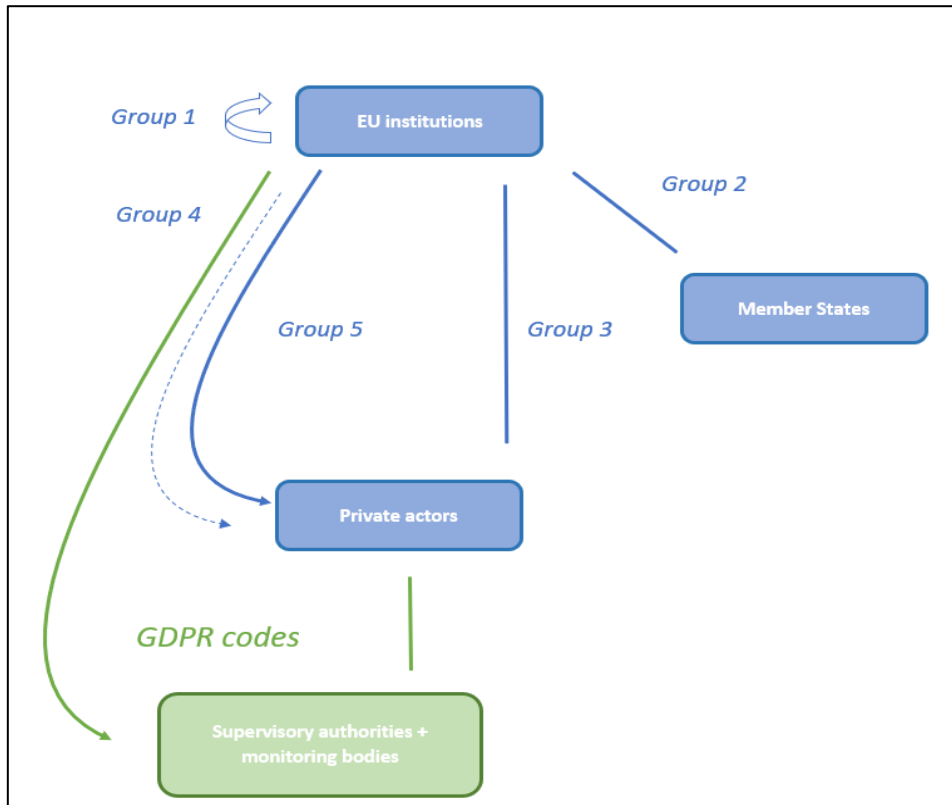 EU institutions
Group 1
Group 2
Group 4
Member States
Group 5
Group 3
Private actors
GDPR codes
Supervisory authorities +
monitoring bodies